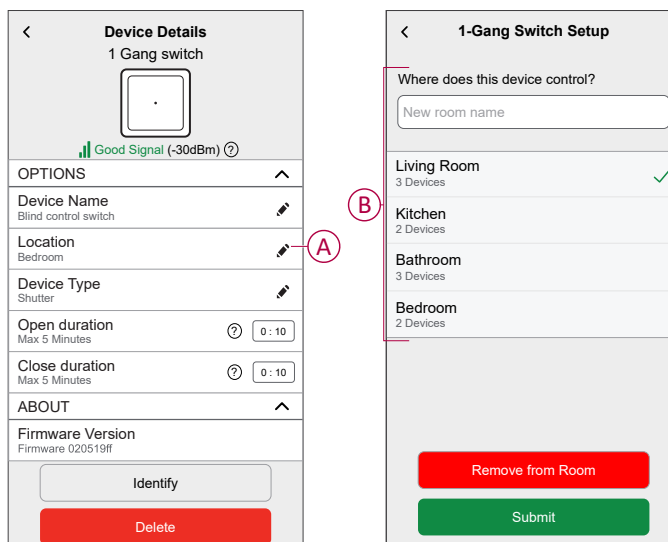 Device Details
1 Gang switch
Good Signal (-30dBm) ?
OPTIONS
Device Name
Blind control switch
Location
Bedroom
A
Device Type
Shutter
Open duration
Max 5 Minutes
? 0 : 10
Close duration
Max 5 Minutes
? 0 : 10
ABOUT
Firmware Version
Firmware 020519ff
Identify
Delete
1-Gang Switch Setup
Where does this device control?
New room name
B
Living Room
3 Devices
Kitchen
2 Devices
Bathroom
3 Devices
Bedroom
2 Devices
Remove from Room
Submit